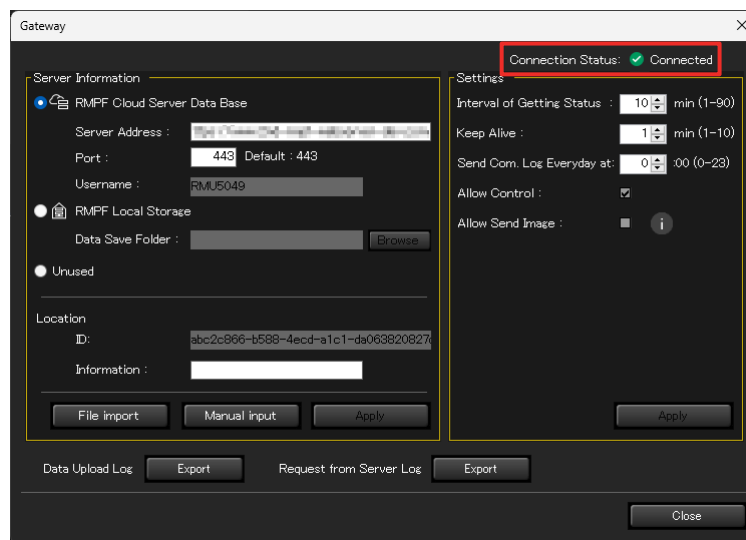 Gateway
Connection Status: Connected
Server Information
RMPF Cloud Server Data Base
Server Address :
Port : 443 Default : 443
Username : RMU5049
RMPF Local Storage
Data Save Folder : Browse
Unused
Location
ID: abc2c866-b588-4ecd-a1c1-da063820827
Information :
File import Manual input Apply
Settings
Interval of Getting Status : 10 min (1-90)
Keep Alive : 1 min (1-10)
Send Com. Log Everyday at: 0 :00 (0-23)
Allow Control :
Allow Send Image : i
Apply
Data Upload Log Export Request from Server Log Export
Close